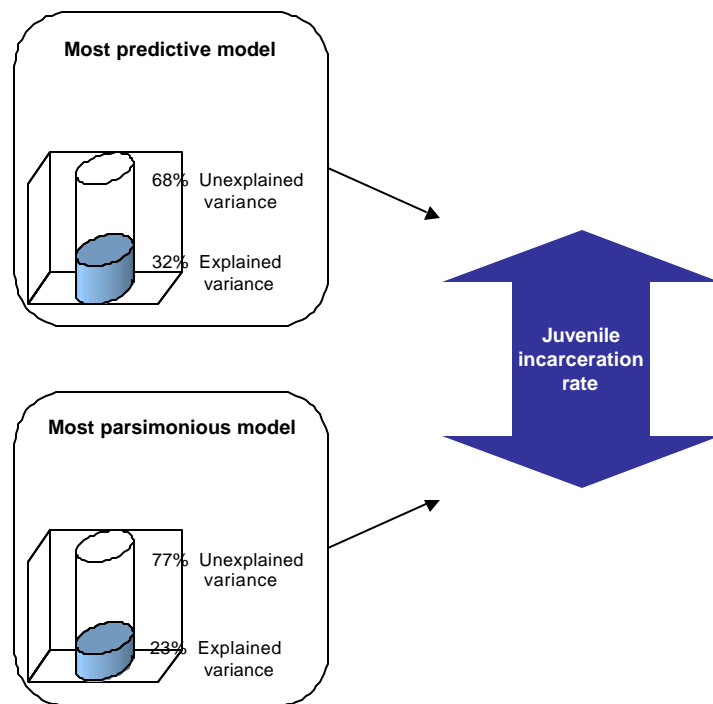 Most predictive model
68% Unexplained
variance
32% Explained
variance
Juvenile
incarceration
rate
Most parsimonious model
77% Unexplained
variance
23% Explained
variance